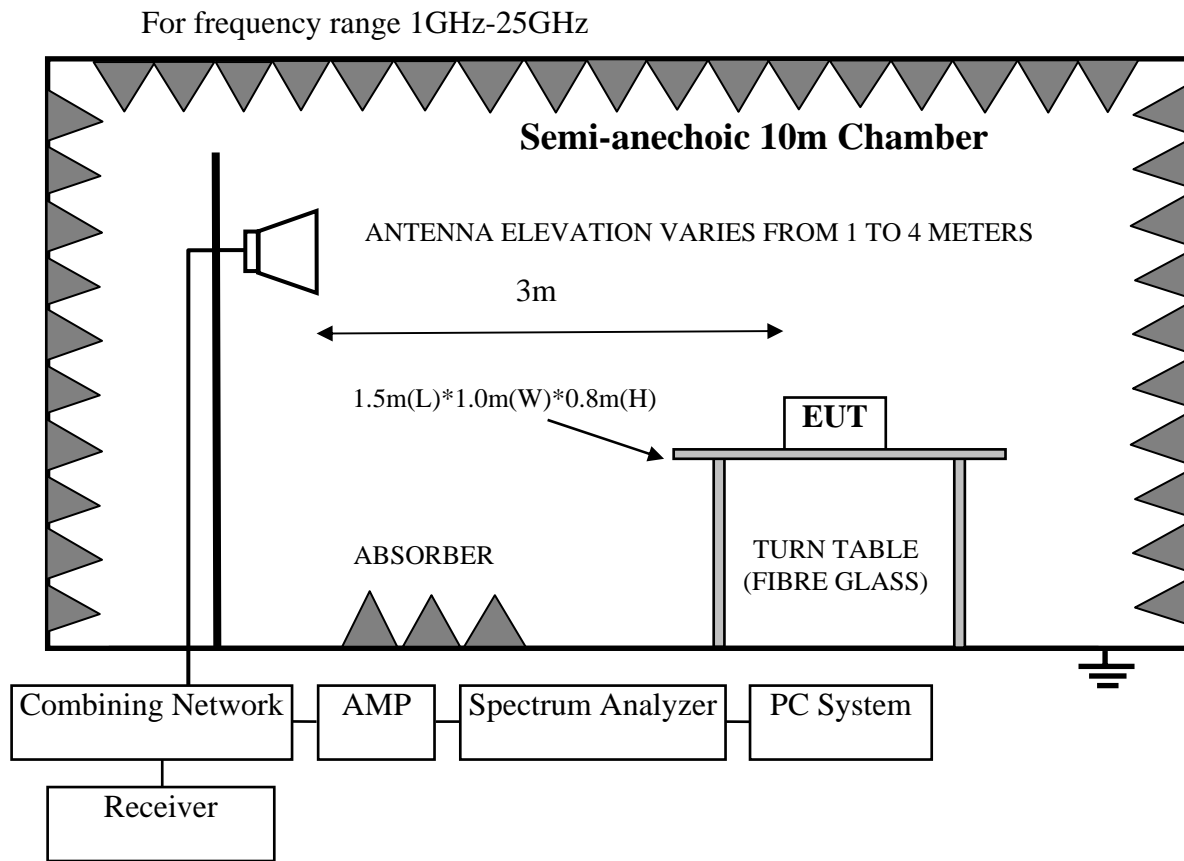 For frequency range 1GHz-25GHz
Semi-anechoic 10m Chamber
ANTENNA ELEVATION VARIES FROM 1 TO 4 METERS
3m
1.5m(L)*1.0m(W)*0.8m(H)
EUT
ABSORBER
TURN TABLE
(FIBRE GLASS)
Combining Network
AMP
Spectrum Analyzer
PC System
Receiver